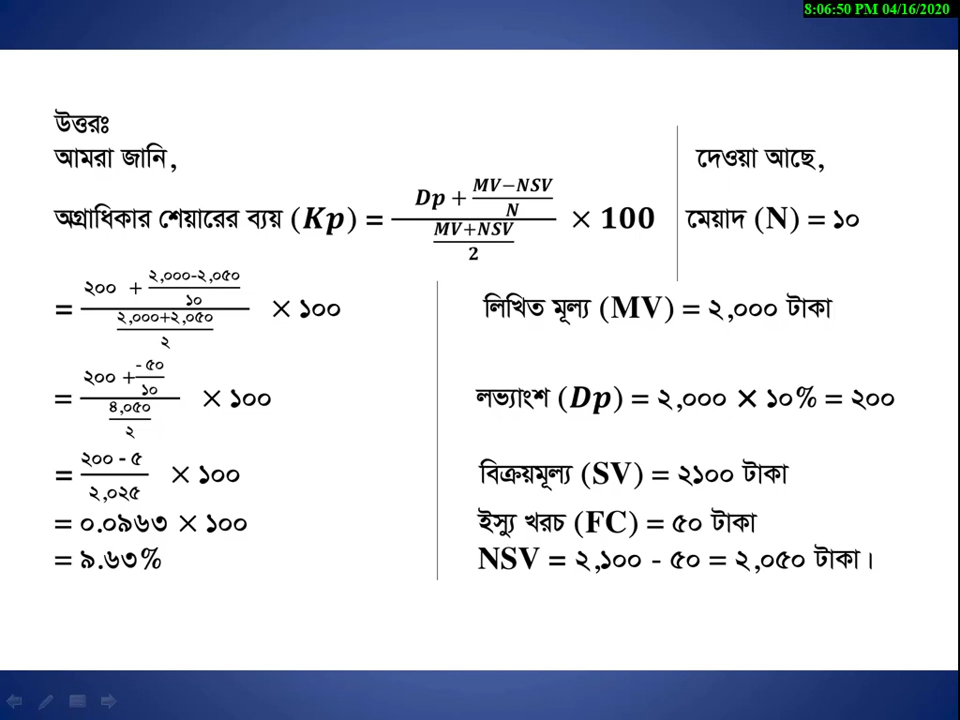 8:06:50 PM 04/16/2020
উত্তরঃ
আমরা জানি,
অগ্রাধিকার শেয়ারের ব্যয় (Kp) = (Dp + (MV−NSV)/N) / ((MV+NSV)/2) × 100
= (২০০ + (২,০০০-২,০৫০)/১০) / ((২,০০০+২,০৫০)/২) × ১০০
= (২০০ + (- ৫০)/১০) / (৪,০৫০/২) × ১০০
= (২০০ - ৫) / ২,০২৫ × ১০০
= ০.০৯৬৩ × ১০০
= ৯.৬৩%
দেওয়া আছে,
মেয়াদ (N) = ১০
লিখিত মূল্য (MV) = ২,০০০ টাকা
লভ্যাংশ (Dp) = ২,০০০ × ১০% = ২০০
বিক্রয়মূল্য (SV) = ২১০০ টাকা
ইস্যু খরচ (FC) = ৫০ টাকা
NSV = ২,১০০ - ৫০ = ২,০৫০ টাকা।